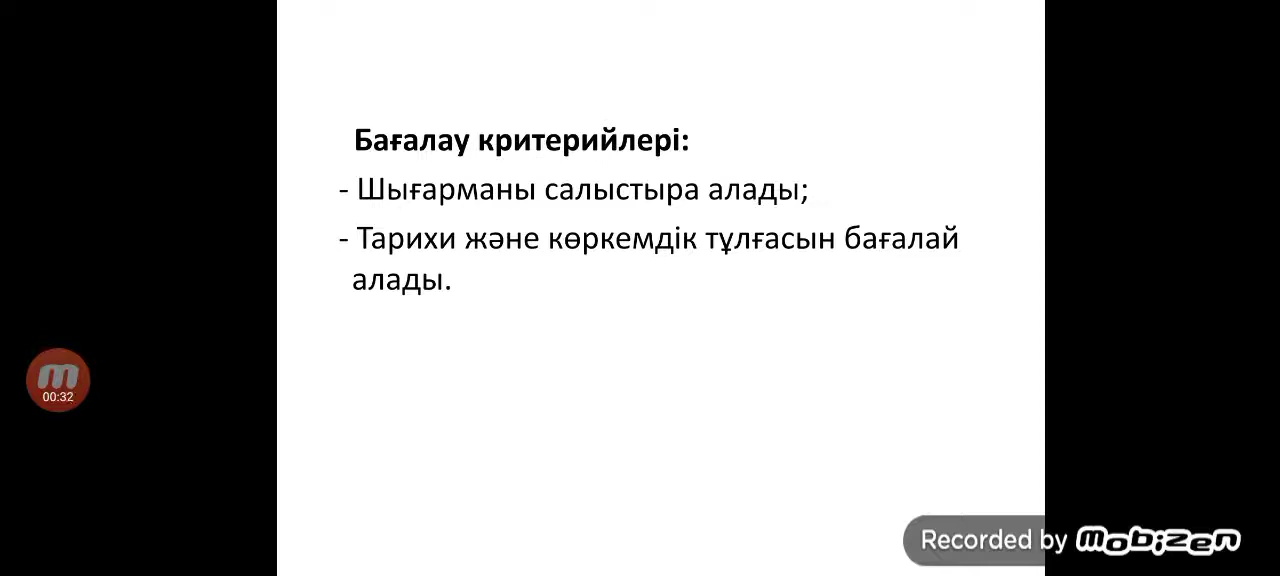 Бағалау критерийлері:
- Шығарманы салыстыра алады;
- Тарихи және көркемдік тұлғасын бағалай
алады.
00:32
Recorded by mobizen